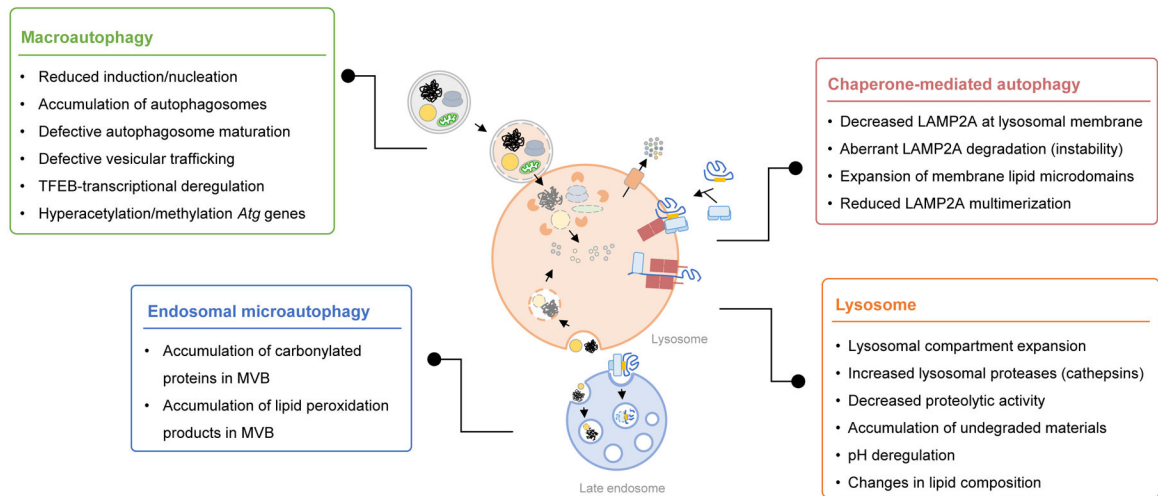 Macroautophagy
• Reduced induction/nucleation
• Accumulation of autophagosomes
• Defective autophagosome maturation
• Defective vesicular trafficking
• TFEB-transcriptional deregulation
• Hyperacetylation/methylation Atg genes
Chaperone-mediated autophagy
• Decreased LAMP2A at lysosomal membrane
• Aberrant LAMP2A degradation (instability)
• Expansion of membrane lipid microdomains
• Reduced LAMP2A multimerization
Endosomal microautophagy
• Accumulation of carbonylated
proteins in MVB
• Accumulation of lipid peroxidation
products in MVB
Lysosome
Late endosome
Lysosome
• Lysosomal compartment expansion
• Increased lysosomal proteases (cathepsins)
• Decreased proteolytic activity
• Accumulation of undegraded materials
• pH deregulation
• Changes in lipid composition